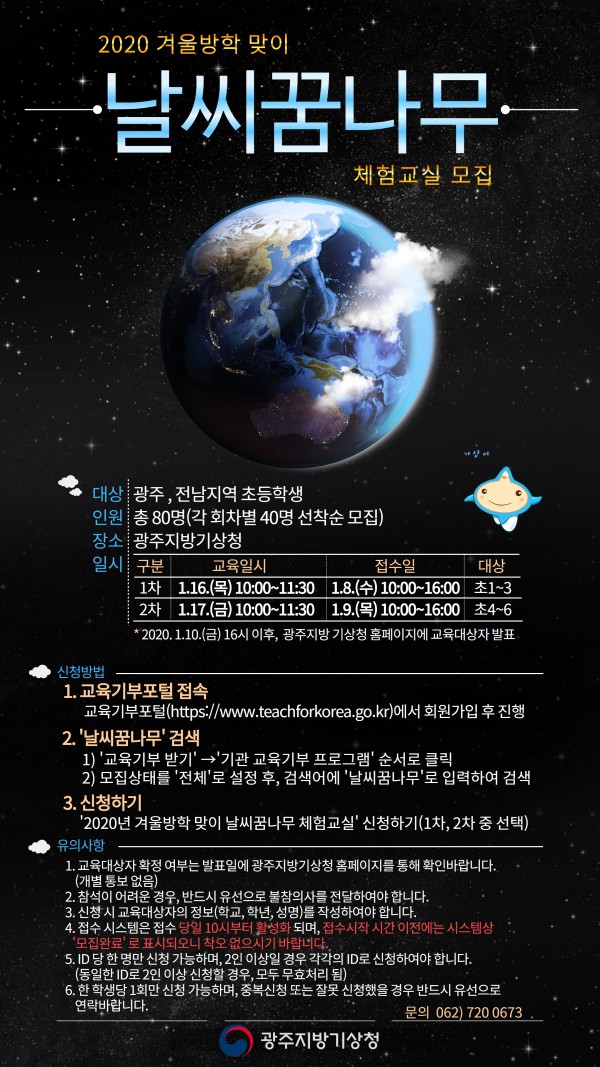 2020 겨울방학 맞이
날씨꿈나무
체험교실 모집
기상이
대상 광주 , 전남지역 초등학생
인원 총 80명(각 회차별 40명 선착순 모집)
장소 광주지방기상청
일시 구분 교육일시 접수일 대상
1차 1.16.(목) 10:00~11:30 1.8.(수) 10:00~16:00 초1~3
2차 1.17.(금) 10:00~11:30 1.9.(목) 10:00~16:00 초4~6
* 2020. 1.10.(금) 16시 이후, 광주지방 기상청 홈페이지에 교육대상자 발표
신청방법
1. 교육기부포털 접속
교육기부포털(https://www.teachforkorea.go.kr)에서 회원가입 후 진행
2. '날씨꿈나무' 검색
1) '교육기부 받기' →'기관 교육기부 프로그램' 순서로 클릭
2) 모집상태를 '전체'로 설정 후, 검색어에 '날씨꿈나무'로 입력하여 검색
3. 신청하기
'2020년 겨울방학 맞이 날씨꿈나무 체험교실' 신청하기(1차, 2차 중 선택)
유의사항
1. 교육대상자 확정 여부는 발표일에 광주지방기상청 홈페이지를 통해 확인바랍니다.
(개별 통보 없음)
2. 참석이 어려운 경우, 반드시 유선으로 불참의사를 전달하여야 합니다.
3. 신청 시 교육대상자의 정보(학교, 학년, 성명)를 작성하여야 합니다.
4. 접수 시스템은 접수 당일 10시부터 활성화 되며, 접수시작 시간 이전에는 시스템상
'모집완료' 로 표시되오니 착오 없으시기 바랍니다.
5. ID 당 한 명만 신청 가능하며, 2인 이상일 경우 각각의 ID로 신청하여야 합니다.
(동일한 ID로 2인 이상 신청할 경우, 모두 무효처리 됨)
6. 한 학생당 1회만 신청 가능하며, 중복신청 또는 잘못 신청했을 경우 반드시 유선으로
연락바랍니다.
문의 062) 720 0673
광주지방기상청